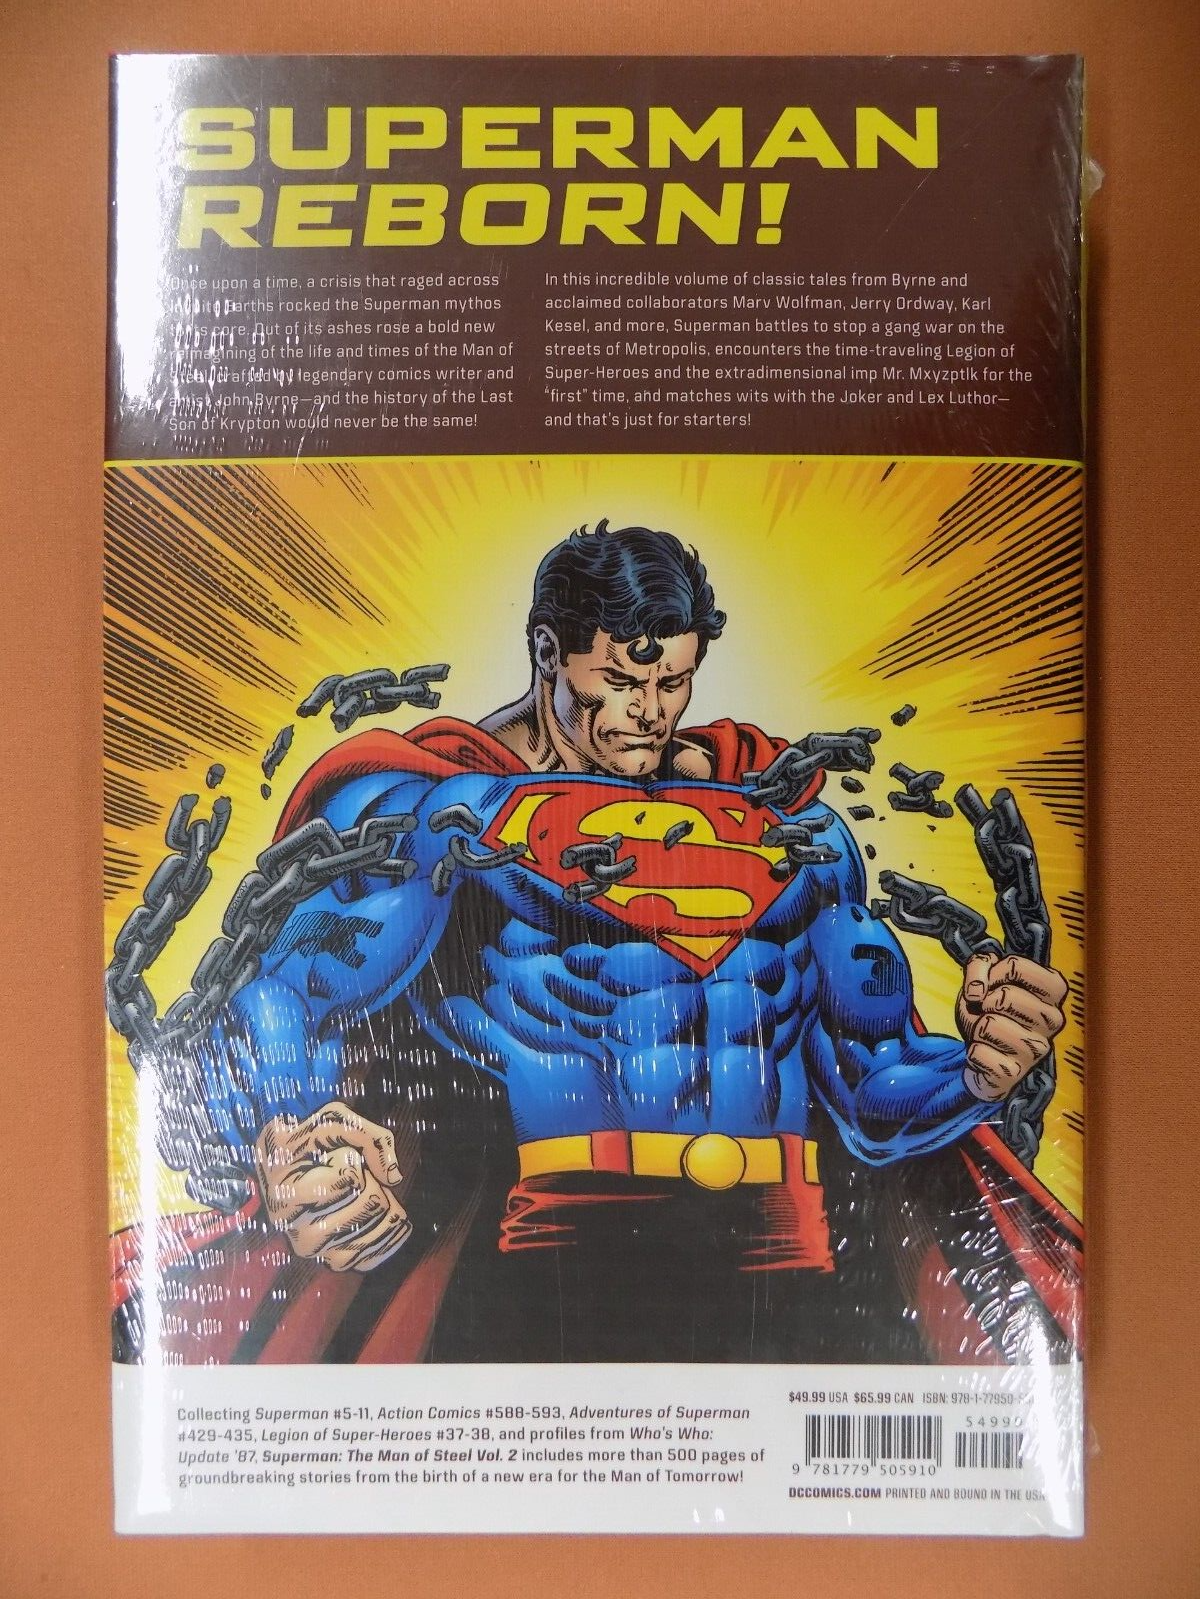 SUPERMAN
REBORN!
Once upon a time, a crisis that raged across
Earths rocked the Superman mythos
core. Out of its ashes rose a bold new
reimagining of the life and times of the Man of
Steel, crafted by legendary comics writer and
artist John Byrne—and the history of the Last
Son of Krypton would never be the same!
In this incredible volume of classic tales from Byrne and
acclaimed collaborators Marv Wolfman, Jerry Ordway, Karl
Kesel, and more, Superman battles to stop a gang war on the
streets of Metropolis, encounters the time-traveling Legion of
Super-Heroes and the extradimensional imp Mr. Mxyzptlk for the
“first” time, and matches wits with the Joker and Lex Luthor—
and that's just for starters!
S
Collecting Superman #5-11, Action Comics #588-593, Adventures of Superman
#429-435, Legion of Super-Heroes #37-38, and profiles from Who's Who:
Update '87, Superman: The Man of Steel Vol. 2 includes more than 500 pages of
groundbreaking stories from the birth of a new era for the Man of Tomorrow!
$49.99 USA $65.99 CAN ISBN: 978-1-77950-
5499
9 781779 505910
DCCOMICS.COM PRINTED AND BOUND IN THE USA